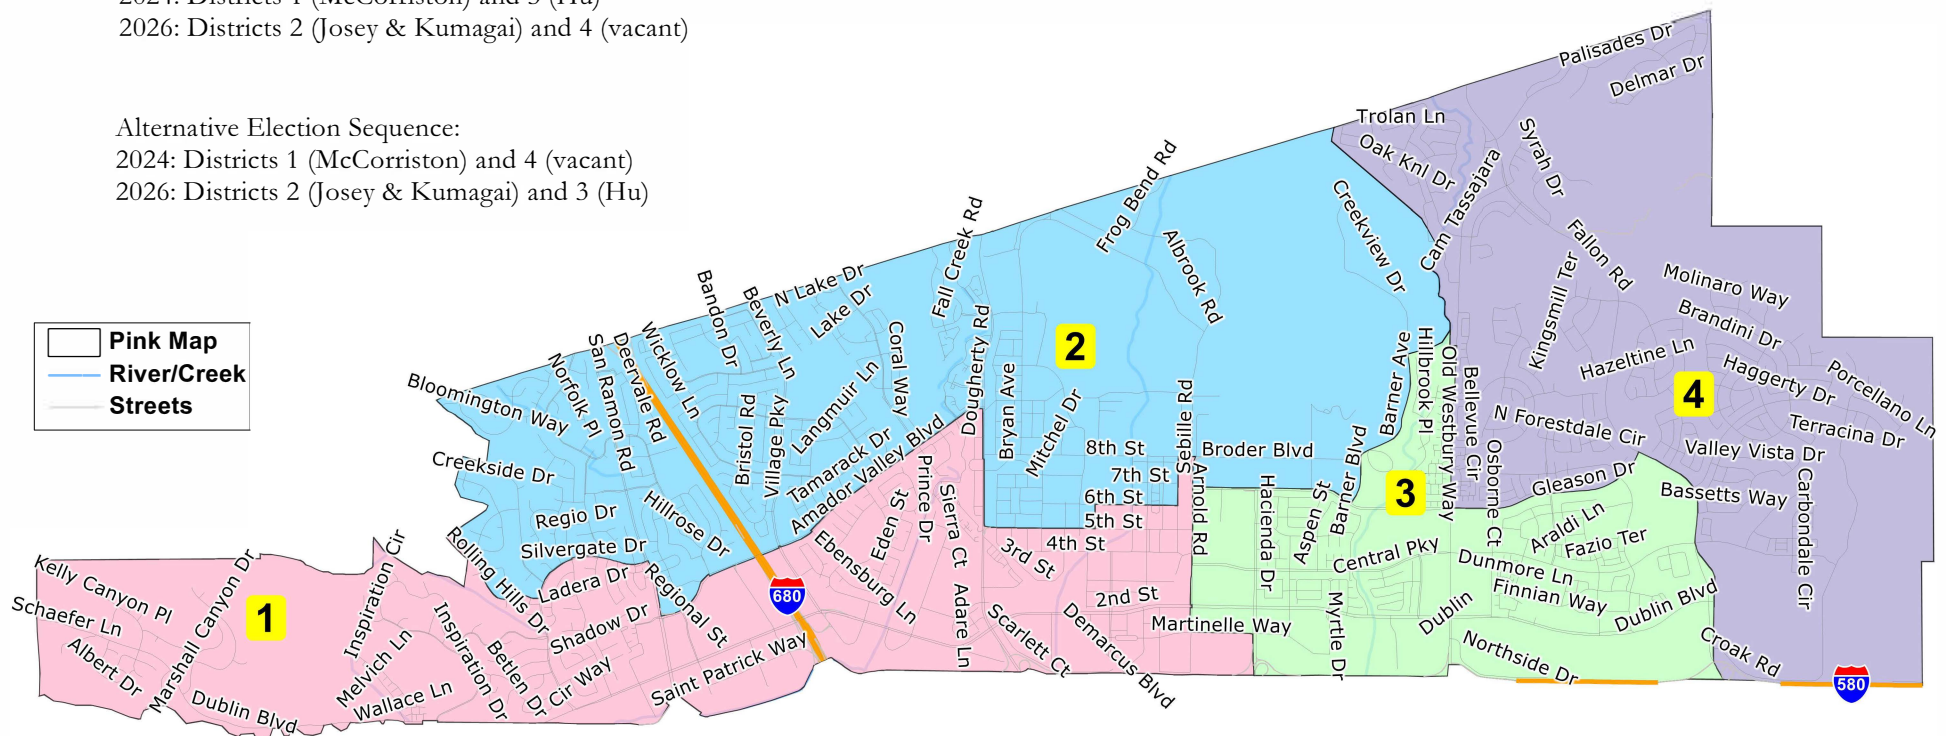 2024: Districts 1 (McCorriston) and 3 (Hu)
2026: Districts 2 (Josey & Kumagai) and 4 (vacant)
Alternative Election Sequence:
2024: Districts 1 (McCorriston) and 4 (vacant)
2026: Districts 2 (Josey & Kumagai) and 3 (Hu)
Pink Map
River/Creek
Streets
Palisades Dr
Delmar Dr
Trolan Ln
Oak Knl Dr
Syrah Dr
Cam Tassajara
Fallon Rd
Kingsmill Ter
Molinaro Way
Brandini Dr
Hazeltine Ln
Haggerty Dr
Porcellano Ln
4
N Forestdale Cir
Terracina Dr
Valley Vista Dr
Gleason Dr
Bassetts Way
Carbondale Cir
Croak Rd
580
Frog Bend Rd
Albrook Rd
Creekview Dr
Fall Creek Rd
N Lake Dr
Lake Dr
Bandon Dr
Beverly Ln
Wicklow Ln
Deervale Rd
San Ramon Rd
Norfolk Pl
Bloomington Way
Coral Way
Langmuir Ln
Bristol Rd
Village Pky
Tamarack Dr
Amador Valley Blvd
Dougherty Rd
Bryan Ave
Mitchel Dr
2
8th St
7th St
6th St
5th St
4th St
3rd St
2nd St
Sebille Rd
Broder Blvd
Arnold Rd
Barner Ave
Hillbrook Pl
Old Westbury Way
Bellevue Cir
Osborne Ct
Barner Blvd
Aspen St
Hacienda Dr
3
Central Pky
Araldi Ln
Fazio Ter
Dunmore Ln
Finnian Way
Dublin
Dublin Blvd
Northside Dr
Myrtle Dr
Martinelle Way
Creekside Dr
Regio Dr
Silvergate Dr
Hillrose Dr
Rolling Hills Dr
Ladera Dr
Regional St
Shadow Dr
680
Saint Patrick Way
Ebensburg Ln
Eden St
Prince Dr
Sierra Ct
Adare Ln
Scarlett Ct
Demarcus Blvd
Kelly Canyon Pl
Schaefer Ln
Albert Dr
Marshall Canyon Dr
1
Dublin Blvd
Inspiration Cir
Melvich Ln
Wallace Ln
Inspiration Dr
Betlen Dr
Cir Way